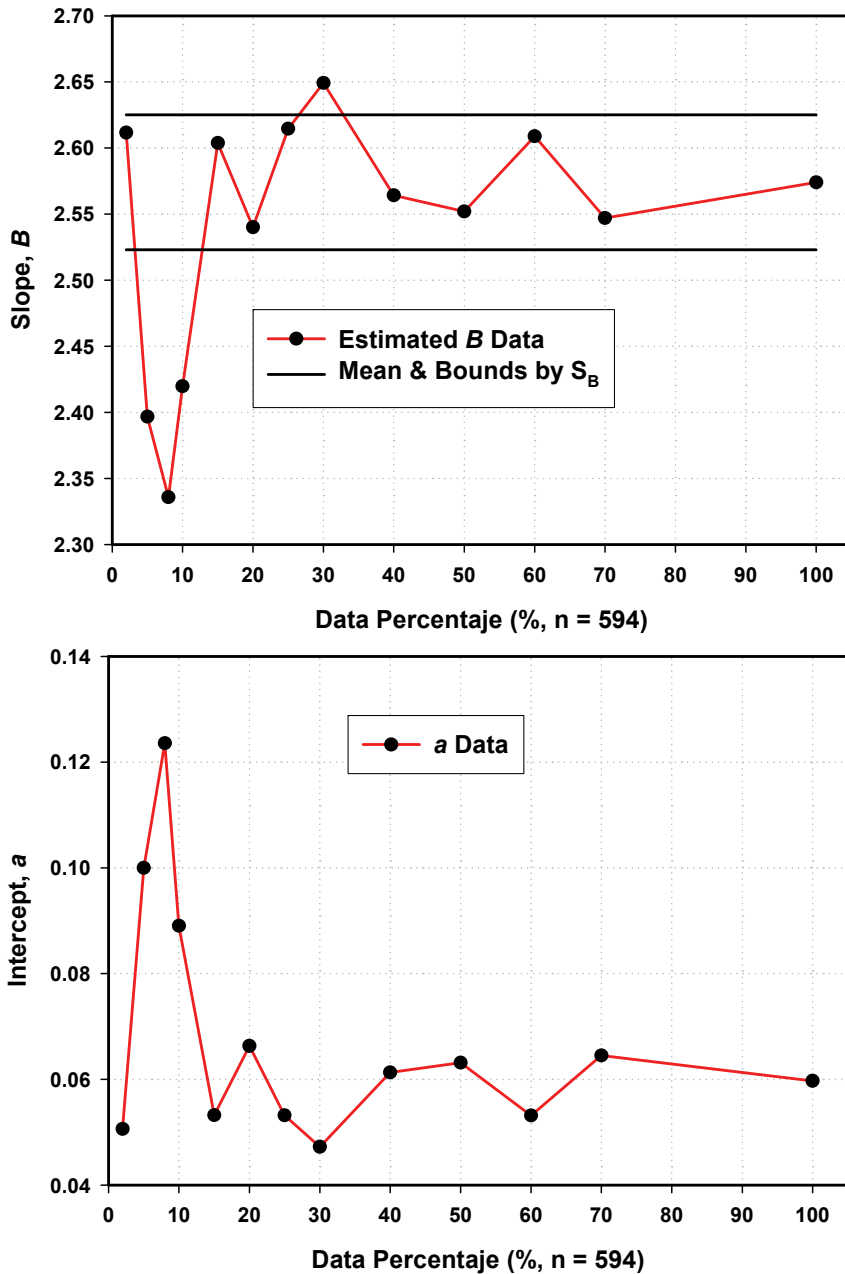 2.70
2.65
2.60
2.55
2.50
2.45
2.40
2.35
2.30
Slope, B
Estimated B Data
Mean & Bounds by S_B
0 10 20 30 40 50 60 70 80 90 100
Data Percentaje (%, n = 594)
0.14
0.12
0.10
0.08
0.06
0.04
Intercept, a
a Data
0 10 20 30 40 50 60 70 80 90 100
Data Percentaje (%, n = 594)